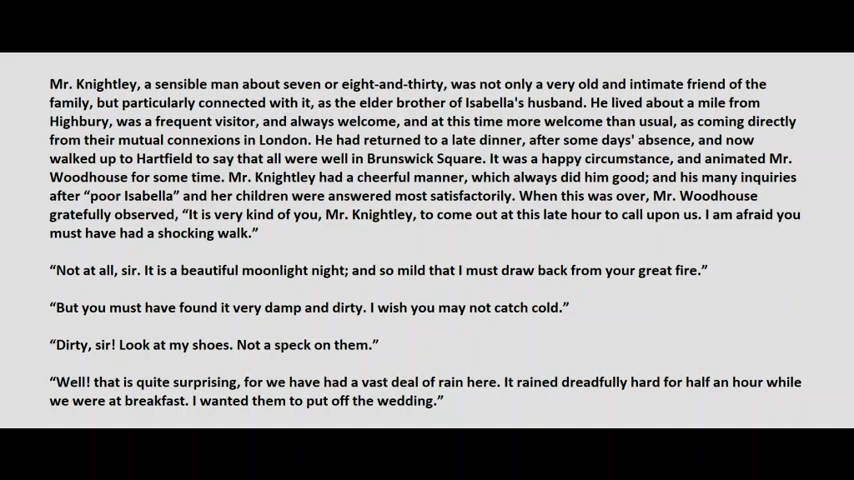 Mr. Knightley, a sensible man about seven or eight-and-thirty, was not only a very old and intimate friend of the
family, but particularly connected with it, as the elder brother of Isabella's husband. He lived about a mile from
Highbury, was a frequent visitor, and always welcome, and at this time more welcome than usual, as coming directly
from their mutual connexions in London. He had returned to a late dinner, after some days' absence, and now
walked up to Hartfield to say that all were well in Brunswick Square. It was a happy circumstance, and animated Mr.
Woodhouse for some time. Mr. Knightley had a cheerful manner, which always did him good; and his many inquiries
after “poor Isabella” and her children were answered most satisfactorily. When this was over, Mr. Woodhouse
gratefully observed, “It is very kind of you, Mr. Knightley, to come out at this late hour to call upon us. I am afraid you
must have had a shocking walk.”
“Not at all, sir. It is a beautiful moonlight night; and so mild that I must draw back from your great fire.”
“But you must have found it very damp and dirty. I wish you may not catch cold.”
“Dirty, sir! Look at my shoes. Not a speck on them.”
“Well! that is quite surprising, for we have had a vast deal of rain here. It rained dreadfully hard for half an hour while
we were at breakfast. I wanted them to put off the wedding.”